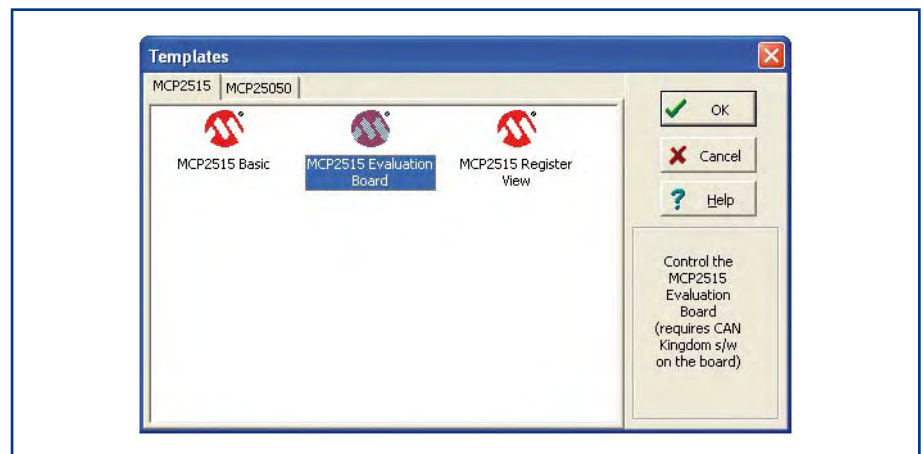 Templates
MCP2515
MCP25050
MCP2515 Basic
MCP2515 Evaluation
Board
MCP2515 Register
View
OK
Cancel
Help
Control the
MCP2515
Evaluation
Board
(requires CAN
Kingdom s/w
on the board)